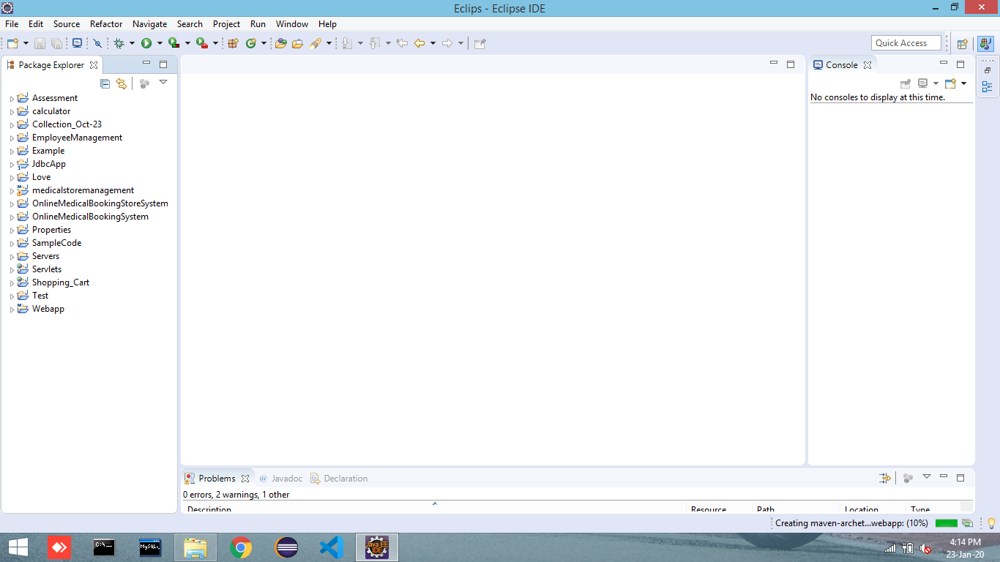 Eclips - Eclipse IDE
File Edit Source Refactor Navigate Search Project Run Window Help
Quick Access
Package Explorer
Assessment
calculator
Collection_Oct-23
EmployeeManagement
Example
JdbcApp
Love
medicalstoremanagement
OnlineMedicalBookingStoreSystem
OnlineMedicalBookingSystem
Properties
SampleCode
Servers
Servlets
Shopping_Cart
Test
Webapp
Console
No consoles to display at this time.
Problems @ Javadoc Declaration
0 errors, 2 warnings, 1 other
Description Resource Path Location Type
Creating maven-archet...webapp: (10%)
C:\_
MySQL
Java EE
IDE
4:14 PM
23-Jan-20